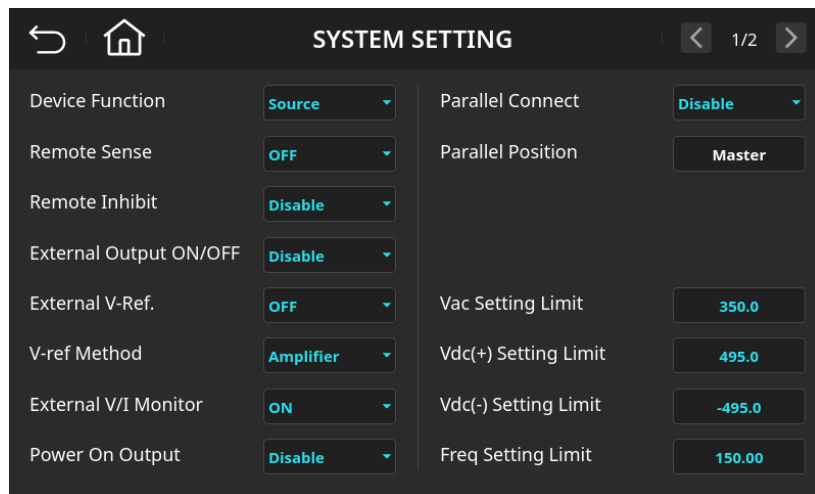 SYSTEM SETTING
1/2
Device Function Source
Remote Sense OFF
Remote Inhibit Disable
External Output ON/OFF Disable
External V-Ref. OFF
V-ref Method Amplifier
External V/I Monitor ON
Power On Output Disable
Parallel Connect Disable
Parallel Position Master
Vac Setting Limit 350.0
Vdc(+) Setting Limit 495.0
Vdc(-) Setting Limit -495.0
Freq Setting Limit 150.00